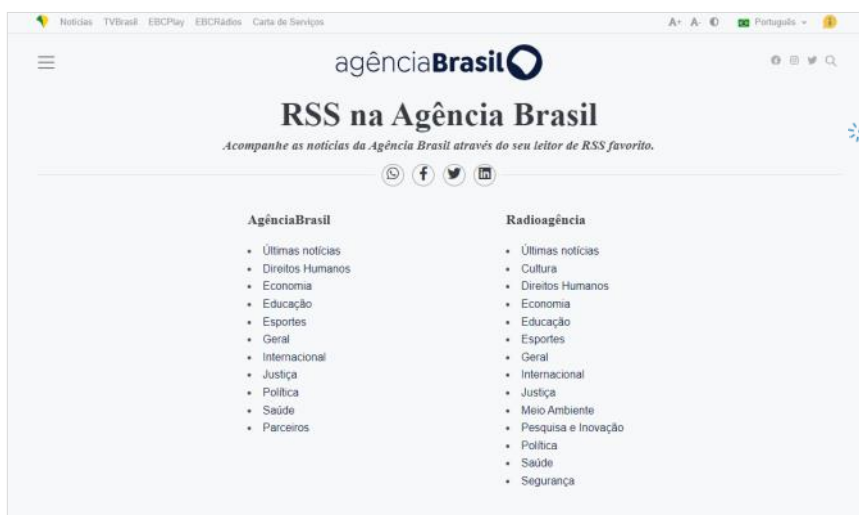 Notícias TVBrasil EBCPlay EBCRádios Carta de Serviços A+ A- Português
agênciaBrasil
RSS na Agência Brasil
Acompanhe as notícias da Agência Brasil através do seu leitor de RSS favorito.
AgênciaBrasil
Últimas notícias
Direitos Humanos
Economia
Educação
Esportes
Geral
Internacional
Justiça
Política
Saúde
Parceiros
Radioagência
Últimas notícias
Cultura
Direitos Humanos
Economia
Educação
Esportes
Geral
Internacional
Justiça
Meio Ambiente
Pesquisa e Inovação
Política
Saúde
Segurança